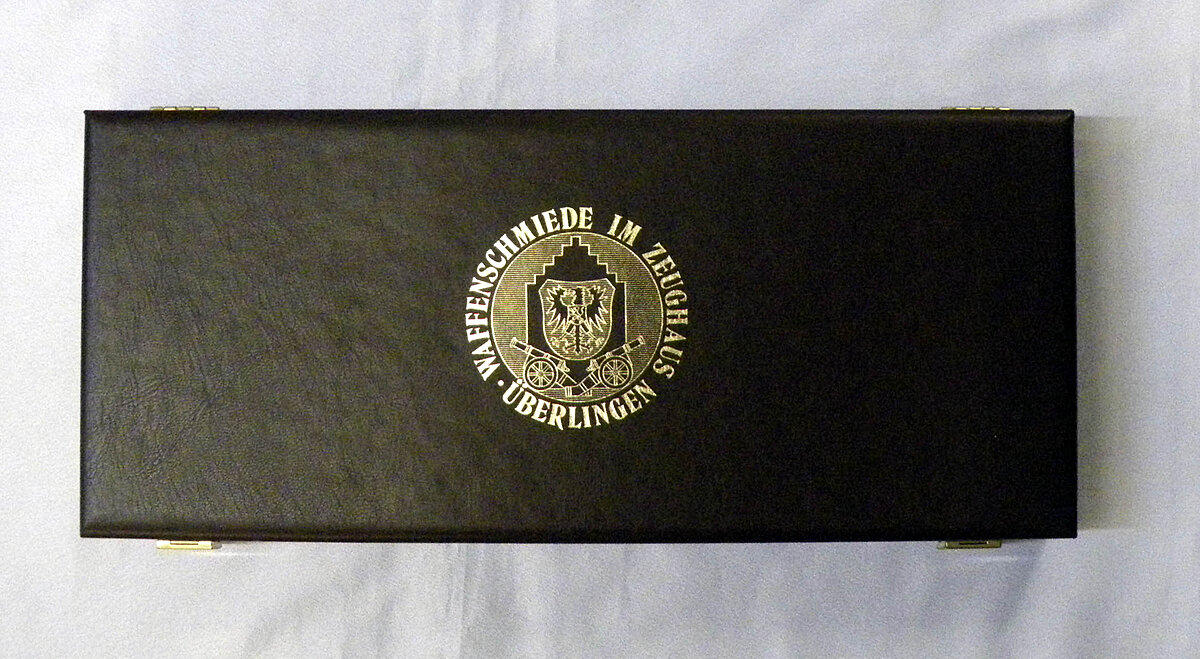 WAFFENSCHMIEDE IM ZEUGHAUS
· ÜBERLINGEN